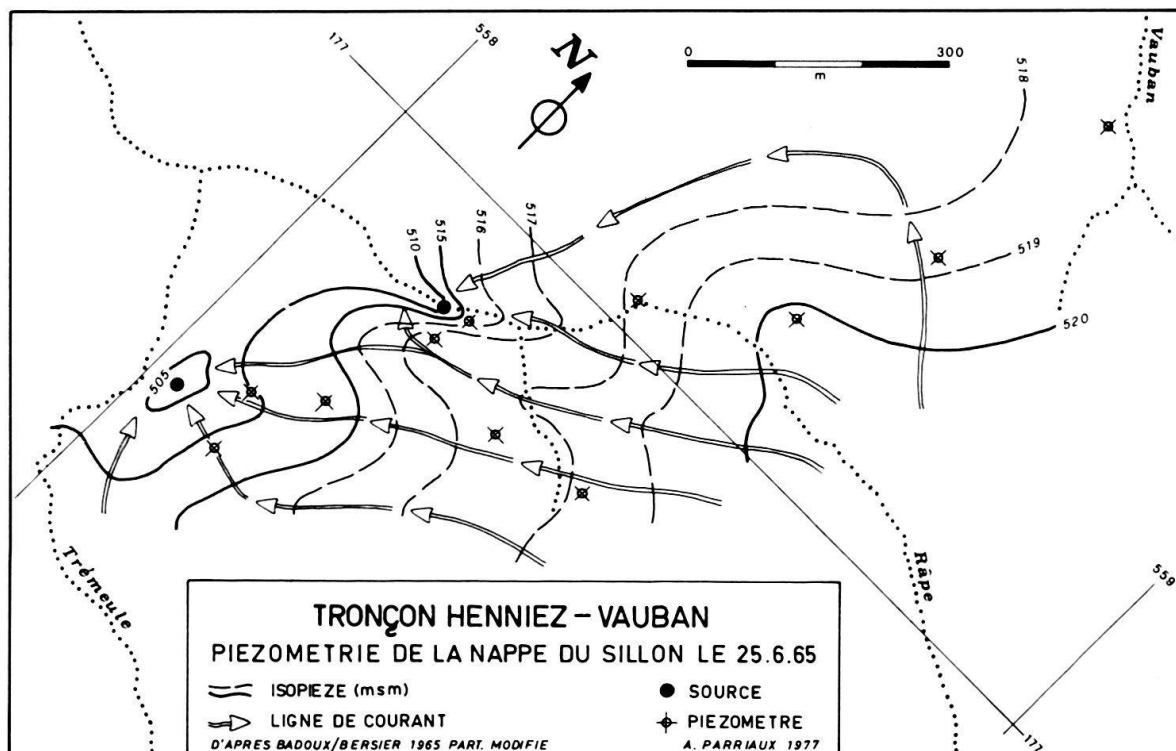 177
558
N
0
300
m
518
Vauban
510
515
516
517
519
520
505
Trémeule
Râpe
559
177
TRONÇON HENNIEZ – VAUBAN
PIEZOMETRIE DE LA NAPPE DU SILLON LE 25.6.65
ISOPIEZE (msm)
SOURCE
LIGNE DE COURANT
PIEZOMETRE
D'APRES BADOUX/BERSIER 1965 PART. MODIFIE
A. PARRIAUX 1977